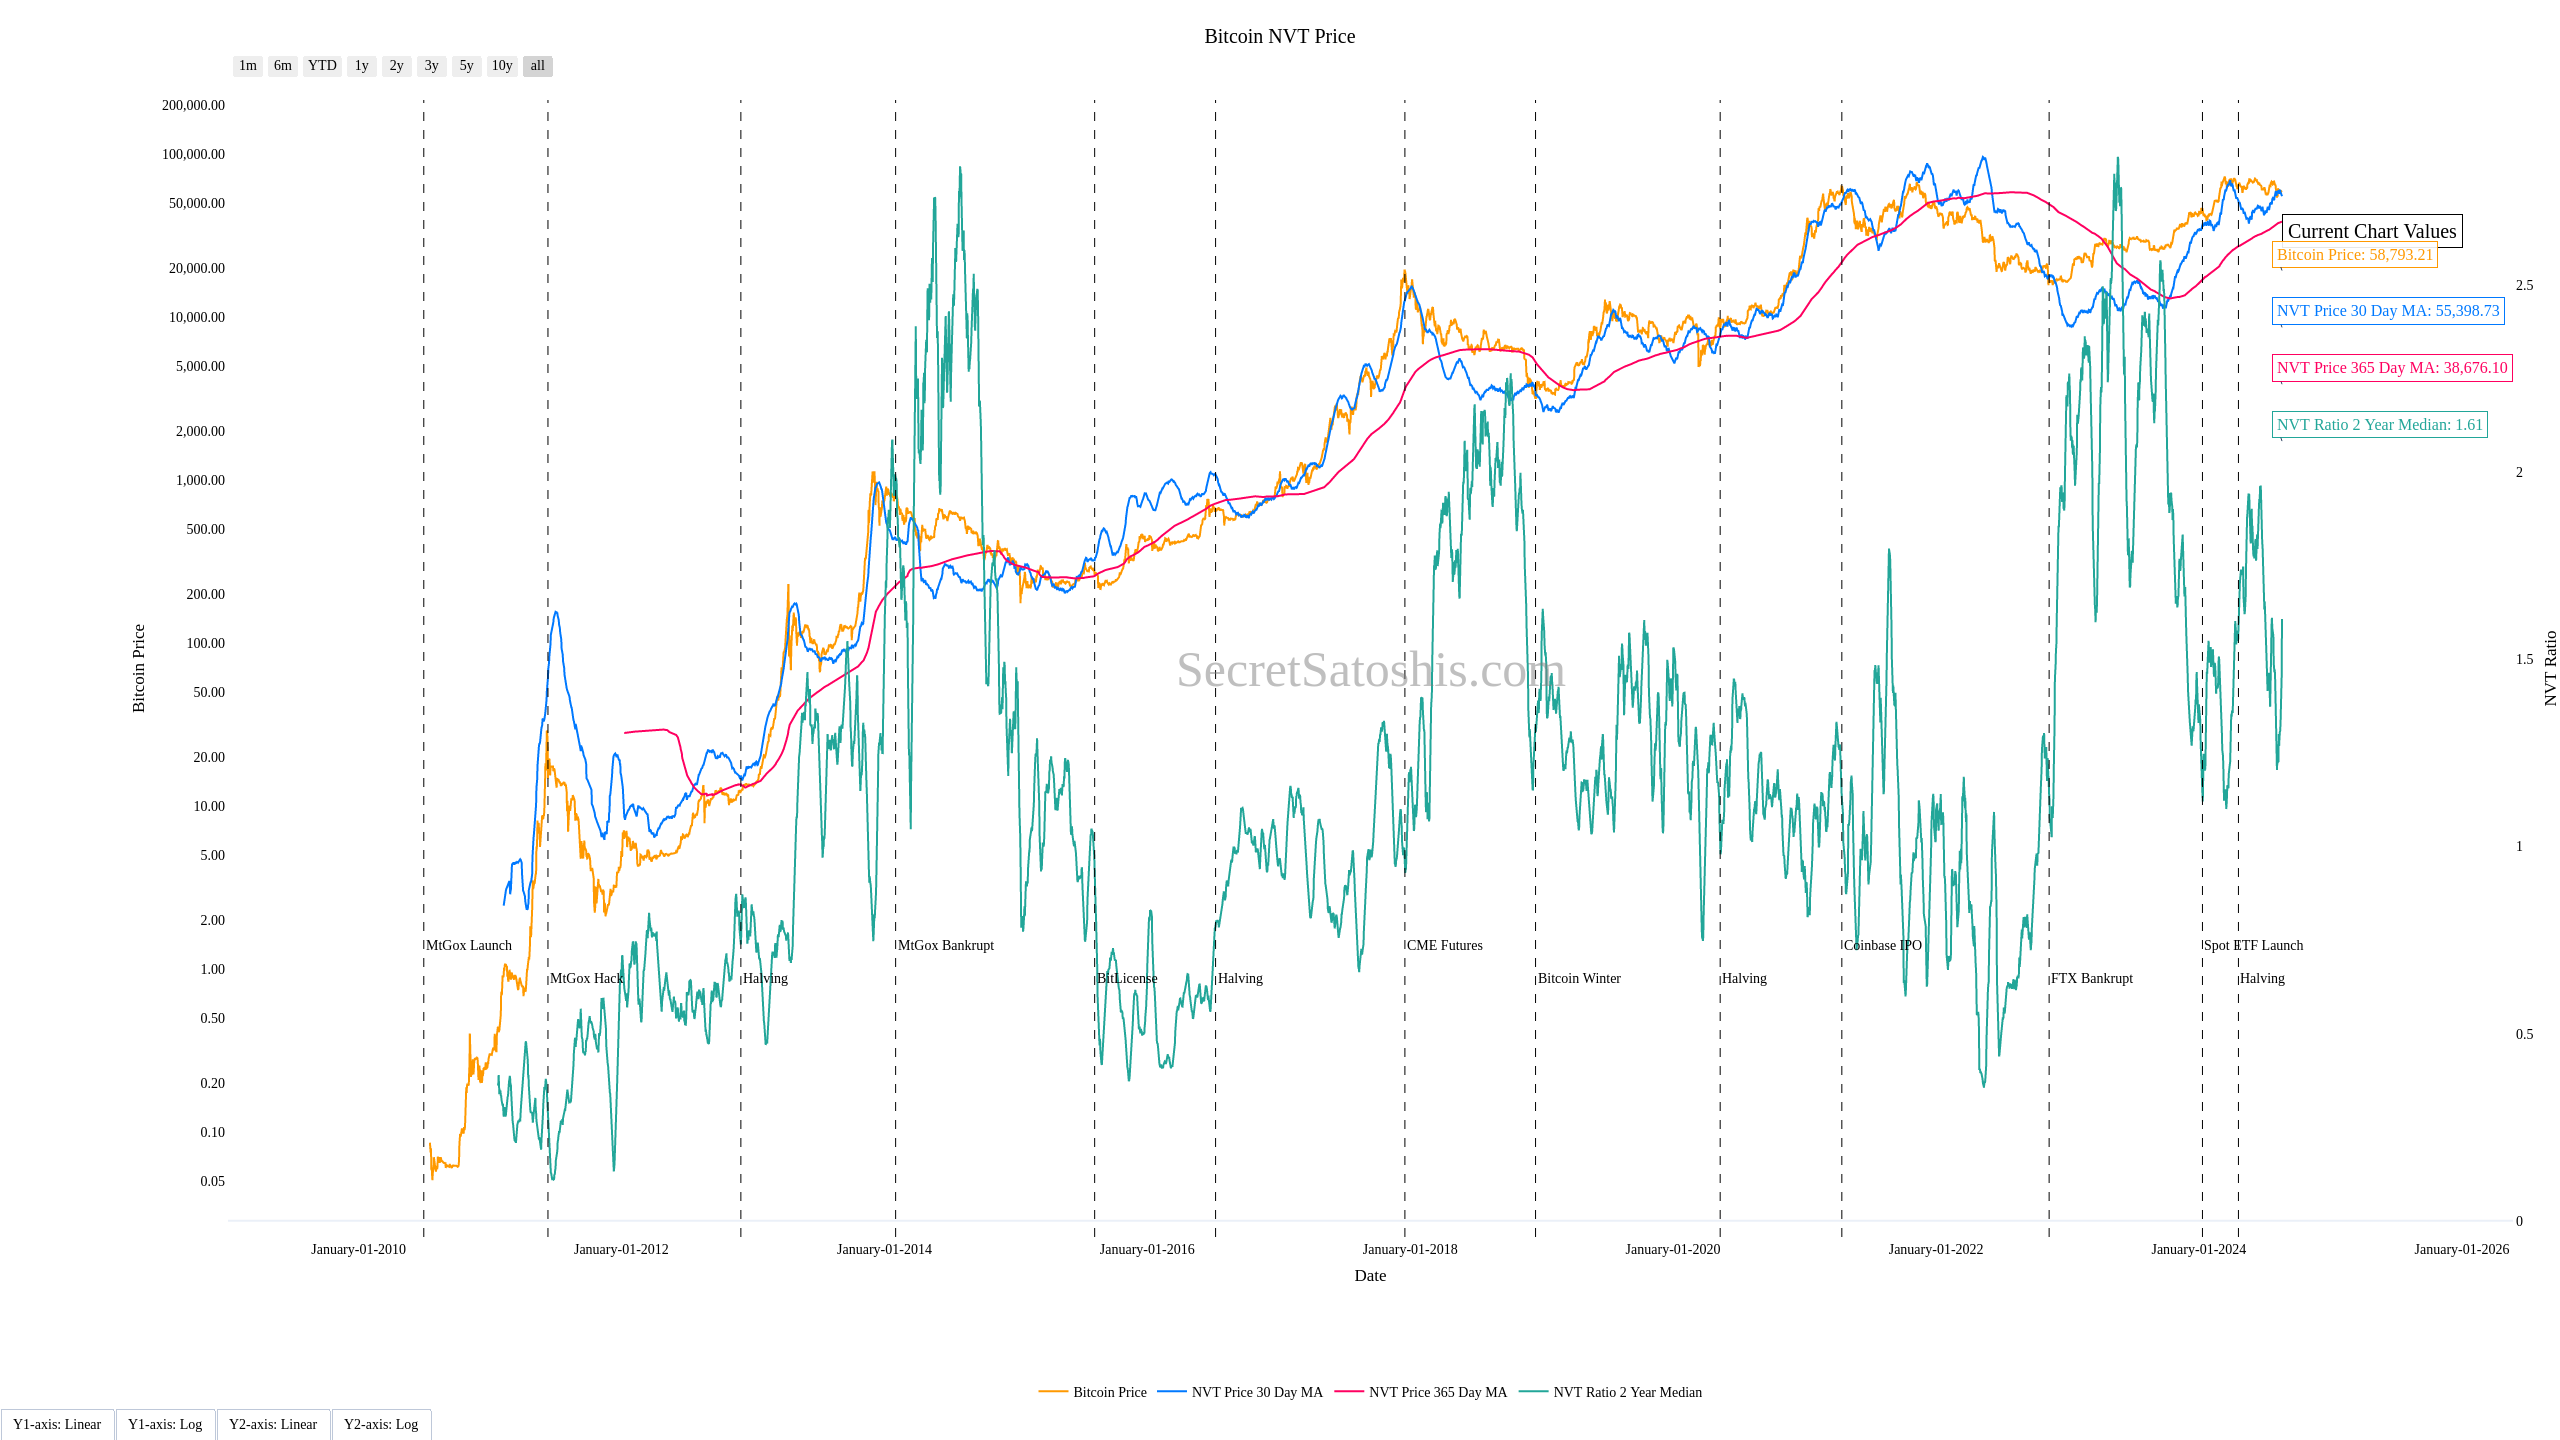 Bitcoin NVT Price
1m 6m YTD 1y 2y 3y 5y 10y all
200,000.00
100,000.00
50,000.00
20,000.00
10,000.00
5,000.00
2,000.00
1,000.00
500.00
200.00
100.00
50.00
20.00
10.00
5.00
2.00
1.00
0.50
0.20
0.10
0.05
Bitcoin Price
Current Chart Values
Bitcoin Price: 58,793.21
NVT Price 30 Day MA: 55,398.73
NVT Price 365 Day MA: 38,676.10
NVT Ratio 2 Year Median: 1.61
2.5
2
1.5
1
0.5
0
NVT Ratio
SecretSatoshis.com
MtGox Launch
MtGox Hack
Halving
MtGox Bankrupt
BitLicense
Halving
CME Futures
Bitcoin Winter
Halving
Coinbase IPO
FTX Bankrupt
Spot ETF Launch
Halving
January-01-2010 January-01-2012 January-01-2014 January-01-2016 January-01-2018 January-01-2020 January-01-2022 January-01-2024 January-01-2026
Date
Bitcoin Price NVT Price 30 Day MA NVT Price 365 Day MA NVT Ratio 2 Year Median
Y1-axis: Linear Y1-axis: Log Y2-axis: Linear Y2-axis: Log